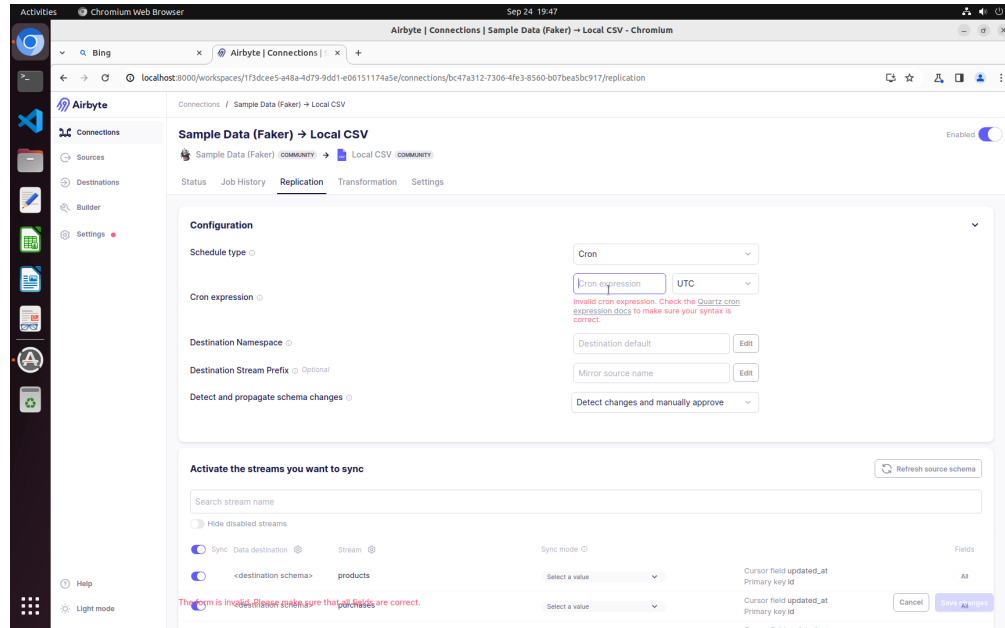 Activities
Chromium Web Browser
Sep 24 19:47
Airbyte | Connections | Sample Data (Faker) → Local CSV - Chromium
Bing
Airbyte | Connections | S
localhost:8000/workspaces/1f3dcee5-a48a-4d79-9dd1-e06151174a5e/connections/bc47a312-7306-4fe3-8560-b07bea5bc917/replication
Airbyte
Connections / Sample Data (Faker) → Local CSV
Connections
Sources
Destinations
Builder
Settings
Sample Data (Faker) → Local CSV
Enabled
Sample Data (Faker) COMMUNITY → Local CSV COMMUNITY
Status Job History Replication Transformation Settings
Configuration
Schedule type
Cron
Cron expression
Cron expression
UTC
Invalid cron expression. Check the Quartz cron
expression docs to make sure your syntax is
correct.
Destination Namespace
Destination default
Edit
Destination Stream Prefix Optional
Mirror source name
Edit
Detect and propagate schema changes
Detect changes and manually approve
Activate the streams you want to sync
Refresh source schema
Search stream name
Hide disabled streams
Sync Data destination Stream Sync mode Fields
<destination schema> products Select a value
Cursor field updated_at
Primary key id
All
The form is invalid. Please make sure that all fields are correct.
<destination schema> purchases Select a value
Cursor field updated_at
Primary key id
All
Cancel
Save changes
Help
Light mode